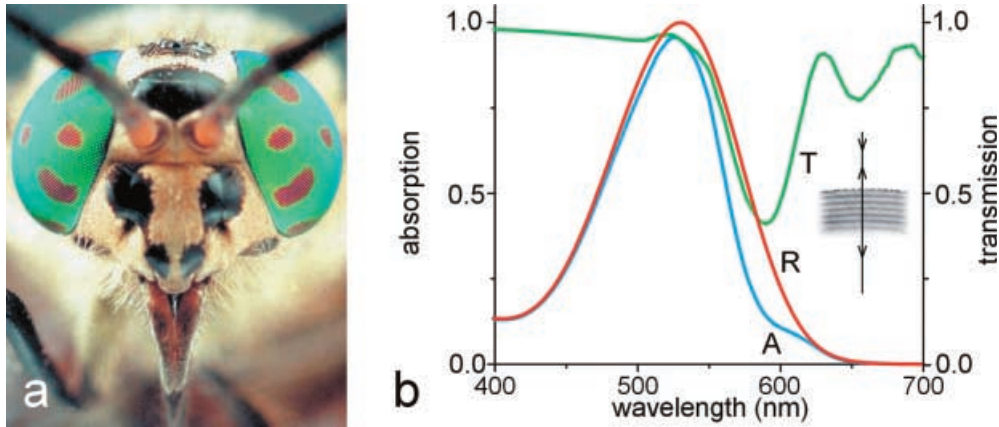 a
b
absorption
1.0
0.5
0.0
T
R
A
1.0
0.5
0.0
transmission
400
500
600
700
wavelength (nm)